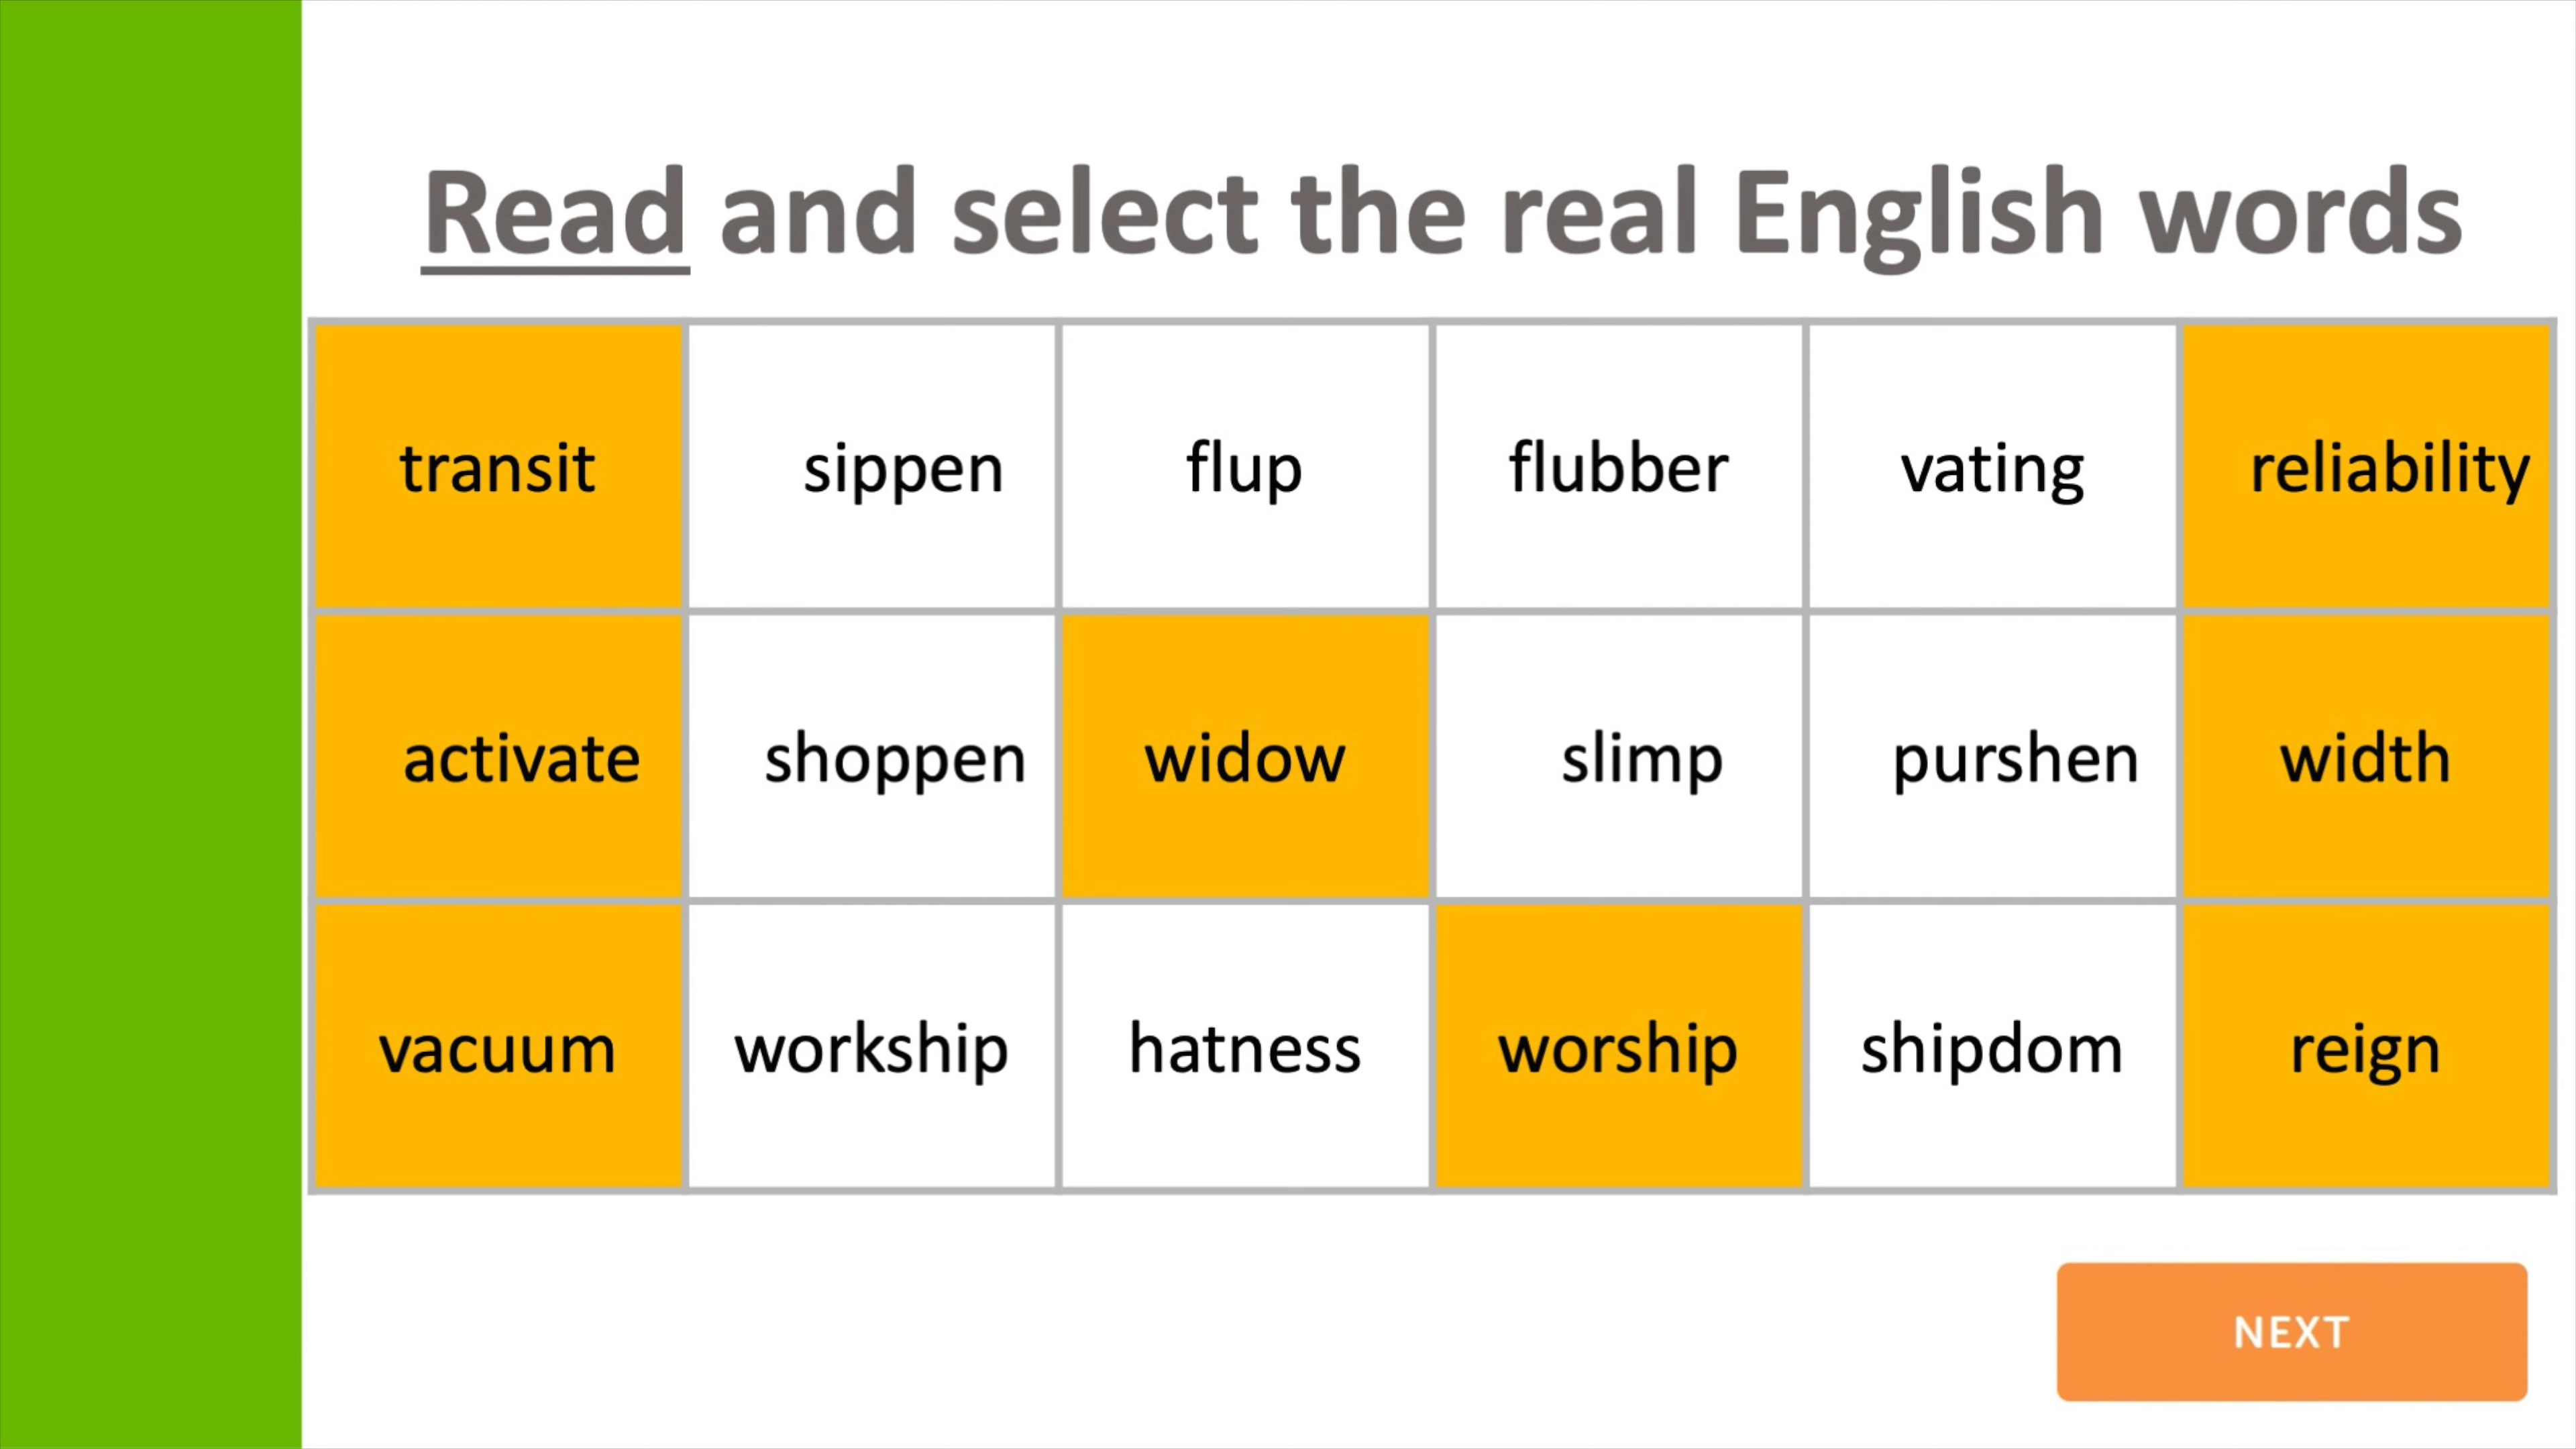 Read and select the real English words
transit sippen flup flubber vating reliability
activate shoppen widow slimp purshen width
vacuum workship hatness worship shipdom reign
NEXT